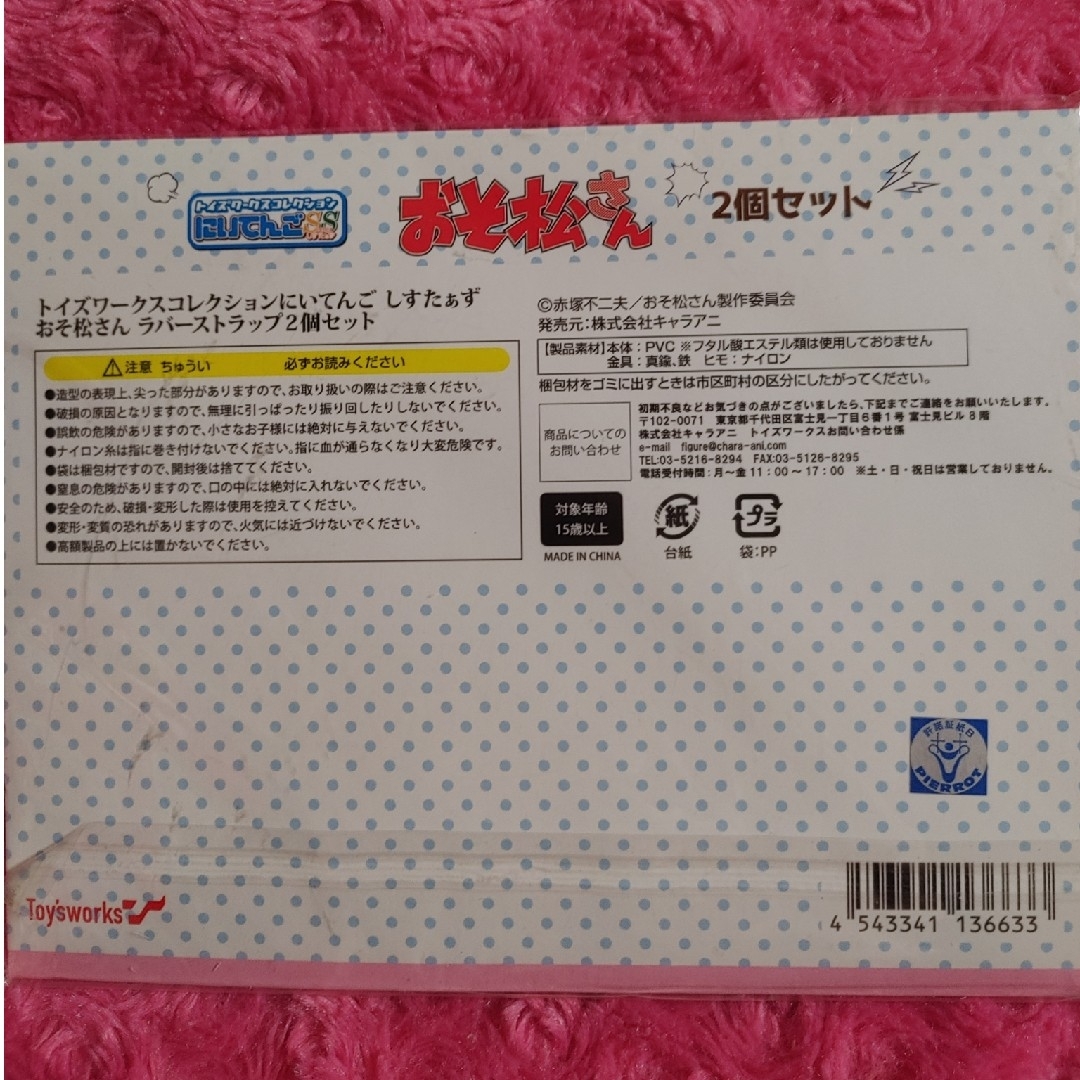 トイズワークスコレクション
にいてんごSS
おそ松さん
2個セット
トイズワークスコレクションにいてんご しすたぁず
おそ松さん ラバーストラップ2個セット
注意 ちゅうい 必ずお読みください
●造型の表現上、尖った部分がありますので、お取り扱いの際はご注意ください。
●破損の原因となりますので、無理に引っぱったり振り回したりしないでください。
●誤飲の危険がありますので、小さなお子様には絶対に与えないでください。
●ナイロン糸は指に巻き付けないでください。指に血が通らなくなり大変危険です。
●袋は梱包材ですので、開封後は捨ててください。
●窒息の危険がありますので、口の中には絶対に入れないでください。
●安全のため、破損・変形した際は使用を控えてください。
●変形・変質の恐れがありますので、火気には近づけないでください。
●高額製品の上には置かないでください。
©赤塚不二夫／おそ松さん製作委員会
発売元：株式会社キャラアニ
【製品素材】本体：PVC ※フタル酸エステル類は使用しておりません
金具：真鍮、鉄 ヒモ：ナイロン
梱包材をゴミに出すときは市区町村の区分にしたがってください。
商品についての
お問い合わせ
初期不良などお気づきの点がございましたら、下記までご連絡をお願いいたします。
〒102-0071 東京都千代田区富士見一丁目6番1号 富士見ビル8階
株式会社キャラアニ トイズワークスお問い合わせ係
e-mail figure@chara-ani.com
TEL:03-5216-8294 FAX:03-5126-8295
電話受付時間：月～金 11：00～17：00 ※土・日・祝日は営業しておりません。
対象年齢
15歳以上
MADE IN CHINA
紙
台紙
プラ
袋：PP
許諾証紙B
PIERROT
Toy'sworks
4 543341 136633